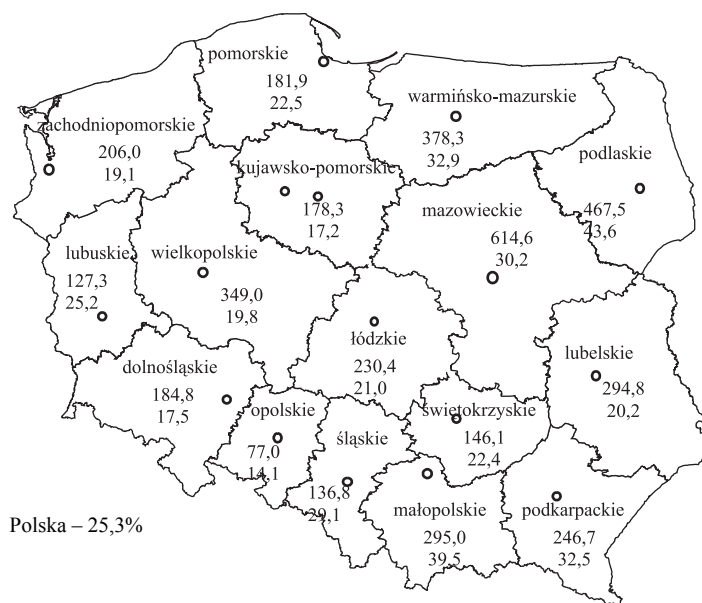 pomorskie
181,9
22,5
warmińsko-mazurskie
378,3
32,9
zachodniopomorskie
206,0
19,1
podlaskie
467,5
43,6
kujawsko-pomorskie
178,3
17,2
mazowieckie
614,6
30,2
lubuskie
127,3
25,2
wielkopolskie
349,0
19,8
łódzkie
230,4
21,0
lubelskie
294,8
20,2
dolnośląskie
184,8
17,5
opolskie
77,0
14,1
śląskie
136,8
29,1
świętokrzyskie
146,1
22,4
małopolskie
295,0
39,5
podkarpackie
246,7
32,5
Polska – 25,3%